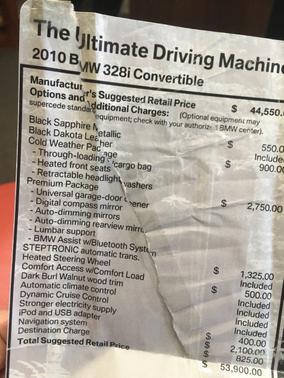 The Ultimate Driving Machine
2010 BMW 328i Convertible
Manufacturer's Suggested Retail Price $ 44,550.
Options and Additional Charges: (Optional equipment may
supercede standard equipment; check with your authorized BMW center).
Black Sapphire Metallic $ 550.0
Black Dakota Leather Include
Cold Weather Package $ 900.00
- Through-loading cargo bag
- Heated front seats
- Retractable headlight washers
Premium Package $ 2,750.00
- Universal garage-door opener
- Digital compass mirror
- Auto-dimming mirrors
- Auto-dimming rearview mirror
- Lumbar support
- BMW Assist w/Bluetooth System
STEPTRONIC automatic trans. $ 1,325.00
Heated Steering Wheel Included
Comfort Access w/Comfort Load $ 500.00
Dark Burl Walnut wood trim Included
Automatic climate control Included
Dynamic Cruise Control Included
Stronger electricity supply Included
iPod and USB adapter $ 400.00
Navigation system $ 2,100.00
Destination Charge $ 825.00
Total Suggested Retail Price $ 53,900.00